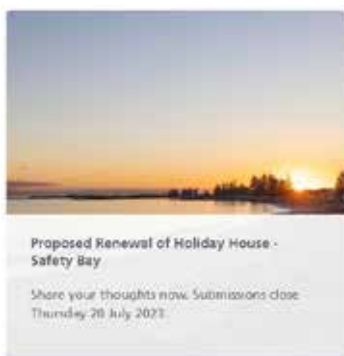 Proposed Renewal of Holiday House -
Safety Bay
Share your thoughts now. Submissions close
Thursday 20 July 2023.